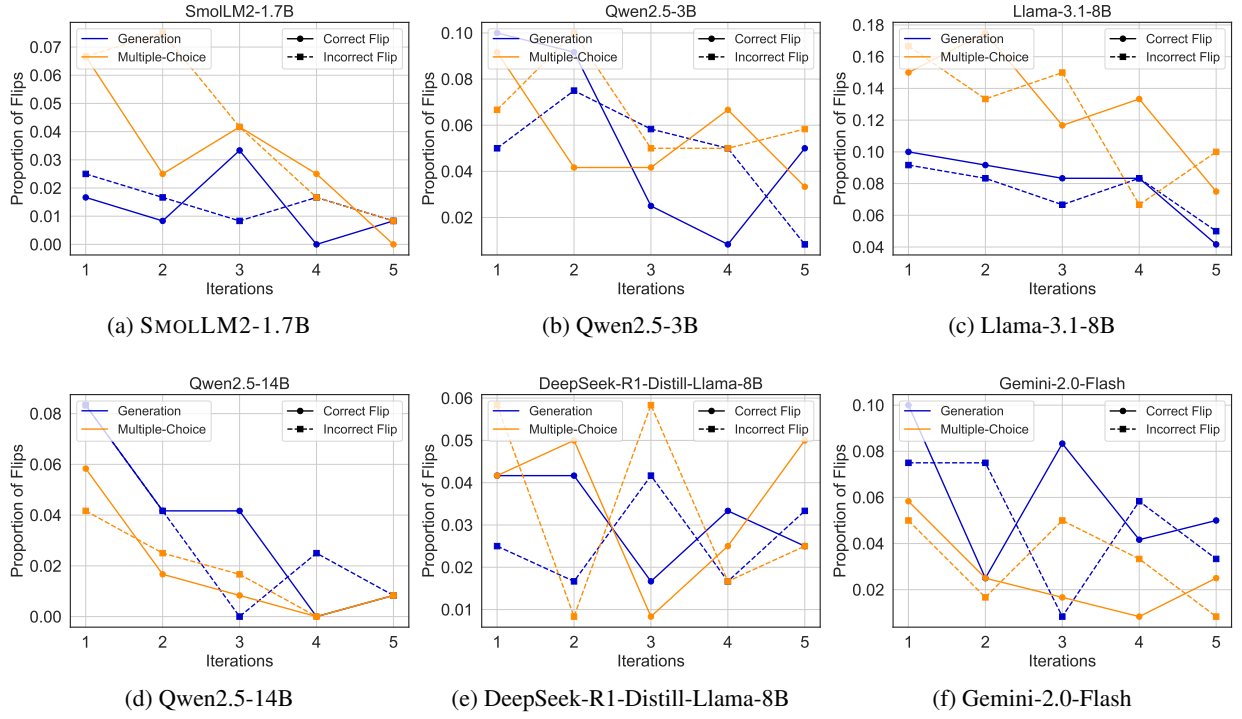 SmolLM2-1.7B
Proportion of Flips
0.07
0.06
0.05
0.04
0.03
0.02
0.01
0.00
Generation
Multiple-Choice
Correct Flip
Incorrect Flip
1 2 3 4 5
Iterations
(a) SMOLLM2-1.7B
Qwen2.5-3B
Proportion of Flips
0.10
0.08
0.06
0.04
0.02
Generation
Multiple-Choice
Correct Flip
Incorrect Flip
1 2 3 4 5
Iterations
(b) Qwen2.5-3B
Llama-3.1-8B
Proportion of Flips
0.18
0.16
0.14
0.12
0.10
0.08
0.06
0.04
Generation
Multiple-Choice
Correct Flip
Incorrect Flip
1 2 3 4 5
Iterations
(c) Llama-3.1-8B
Qwen2.5-14B
Proportion of Flips
0.08
0.06
0.04
0.02
0.00
Generation
Multiple-Choice
Correct Flip
Incorrect Flip
1 2 3 4 5
Iterations
(d) Qwen2.5-14B
DeepSeek-R1-Distill-Llama-8B
Proportion of Flips
0.06
0.05
0.04
0.03
0.02
0.01
Generation
Multiple-Choice
Correct Flip
Incorrect Flip
1 2 3 4 5
Iterations
(e) DeepSeek-R1-Distill-Llama-8B
Gemini-2.0-Flash
Proportion of Flips
0.10
0.08
0.06
0.04
0.02
Generation
Multiple-Choice
Correct Flip
Incorrect Flip
1 2 3 4 5
Iterations
(f) Gemini-2.0-Flash